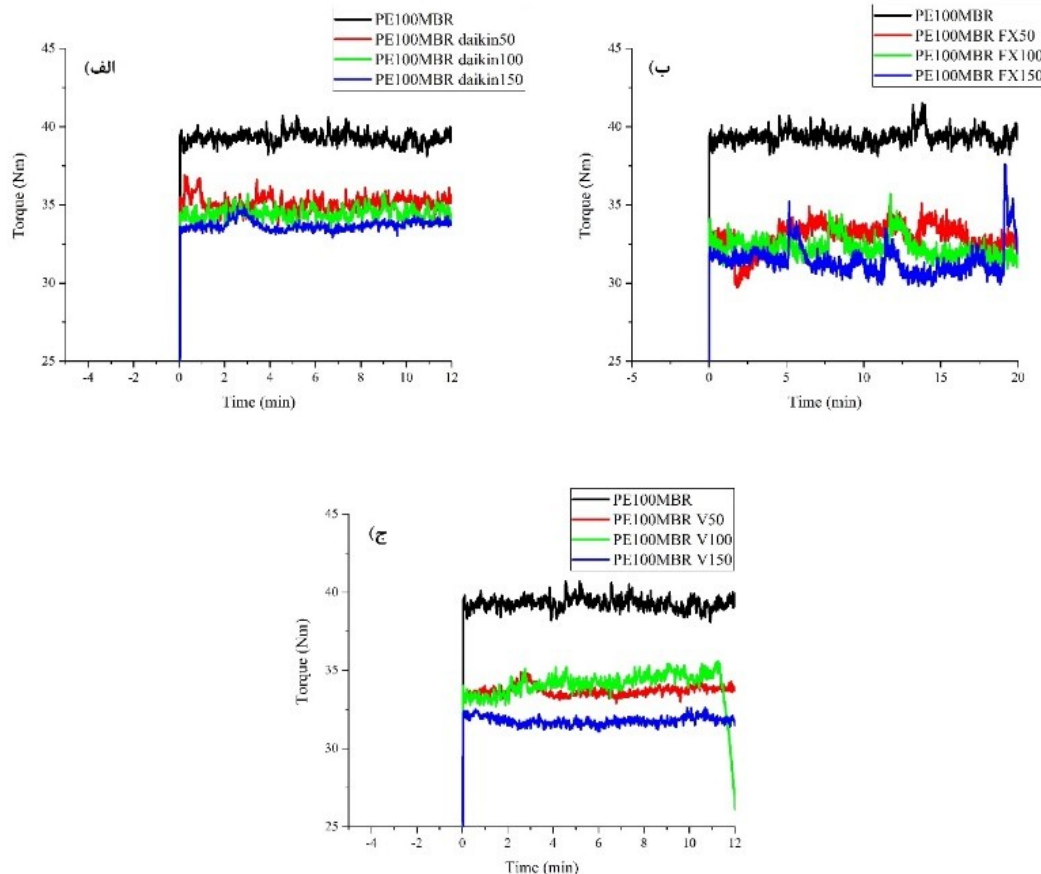 PE100MBR
PE100MBR daikin50
PE100MBR daikin100
PE100MBR daikin150
الف)
Torque (Nm)
45
40
35
30
25
-4 -2 0 2 4 6 8 10 12
Time (min)
PE100MBR
PE100MBR FX50
PE100MBR FX100
PE100MBR FX150
ب)
Torque (Nm)
45
40
35
30
25
-5 0 5 10 15 20
Time (min)
PE100MBR
PE100MBR V50
PE100MBR V100
PE100MBR V150
ج)
Torque (Nm)
45
40
35
30
25
-4 -2 0 2 4 6 8 10 12
Time (min)